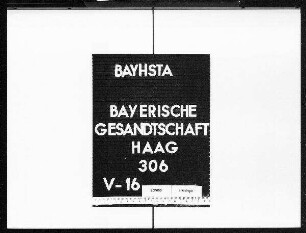 BAYHSTA
BAYERISCHE
GESANDTSCHAFT
HAAG
306
V-16